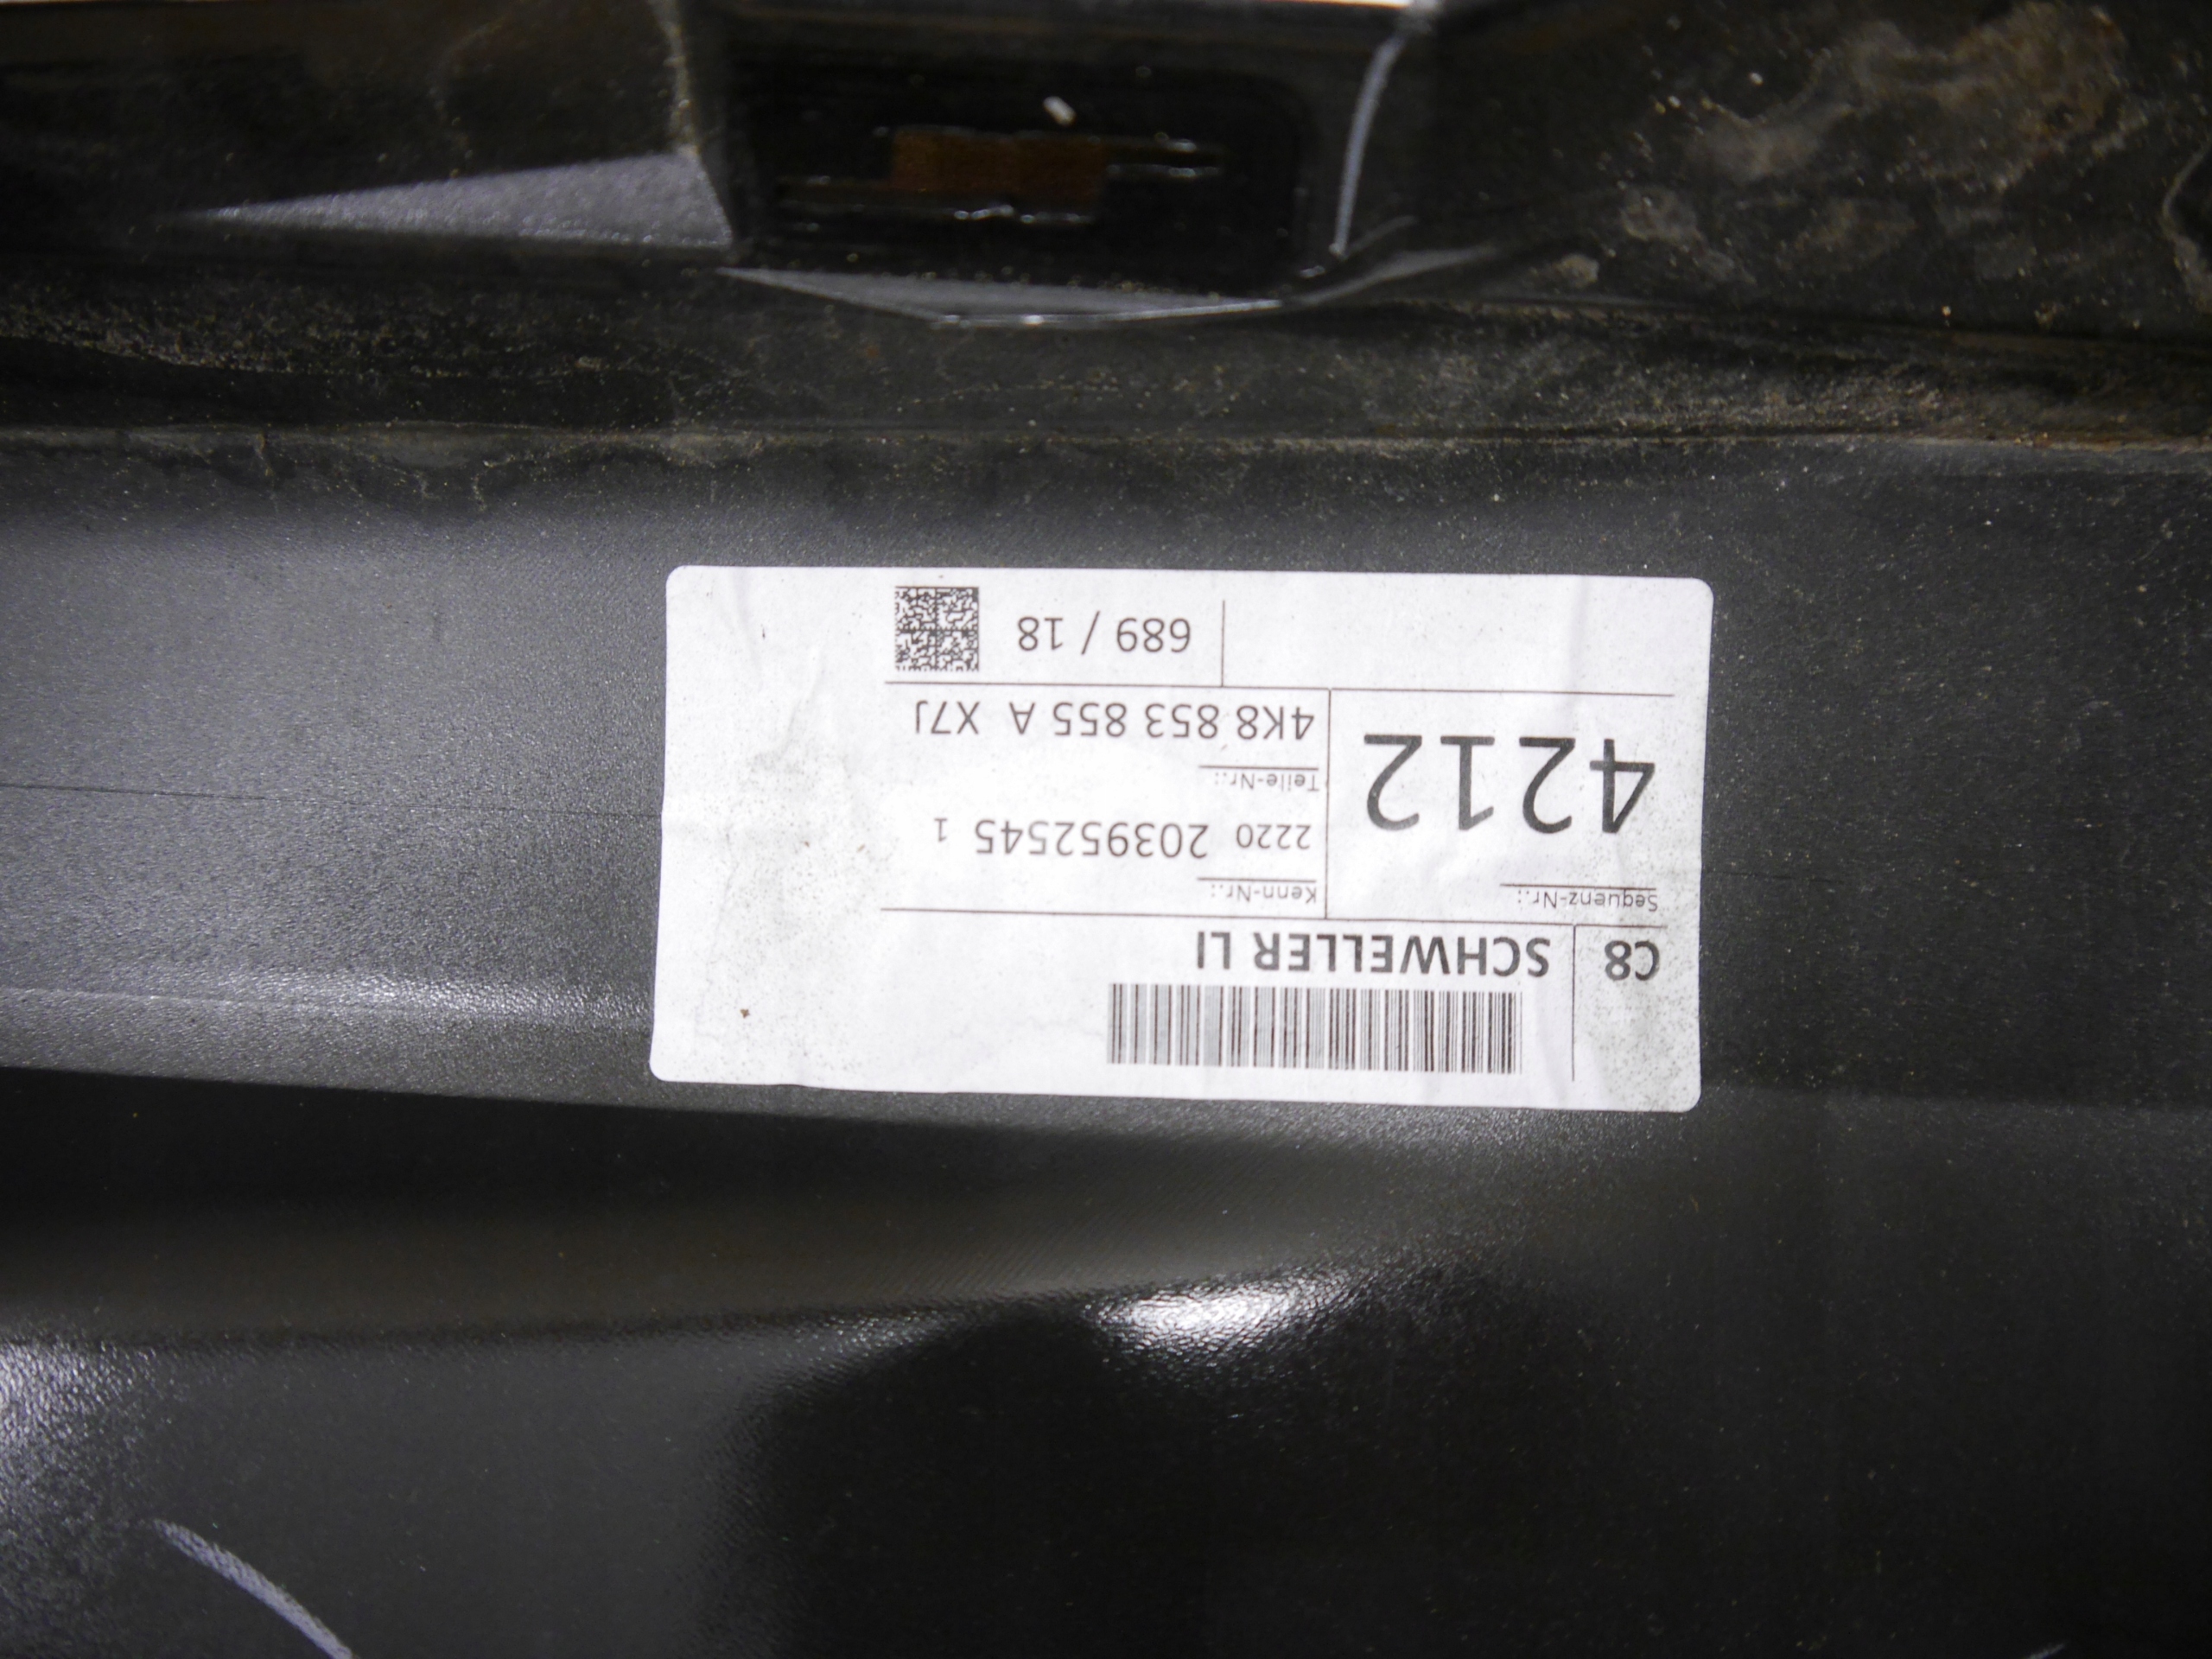 C8 SCHWELLER LI
Sequenz-Nr.:
4212
Kenn-Nr.:
2220 203952545 1
Teile-Nr.:
4K8 853 855 A X7J
689 / 18